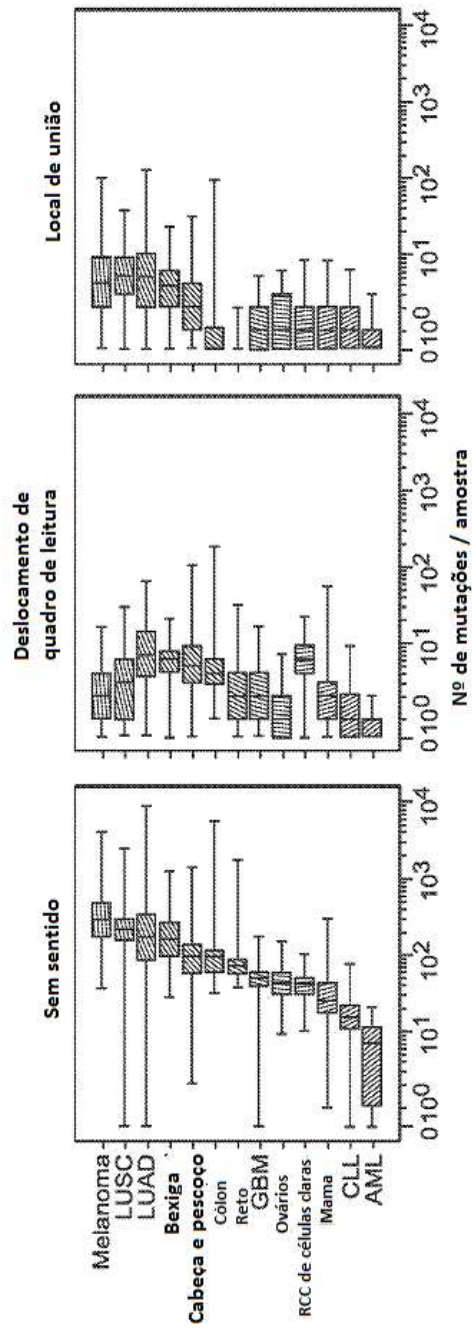 Sem sentido
Deslocamento de
quadro de leitura
Local de união
Melanoma
LUSC
LUAD
Bexiga
Cabeça e pescoço
Cólon
Reto
GBM
Ovários
RCC de células claras
Mama
CLL
AML
0 10⁰ 10¹ 10² 10³ 10⁴
0 10⁰ 10¹ 10² 10³ 10⁴
0 10⁰ 10¹ 10² 10³ 10⁴
Nº de mutações / amostra